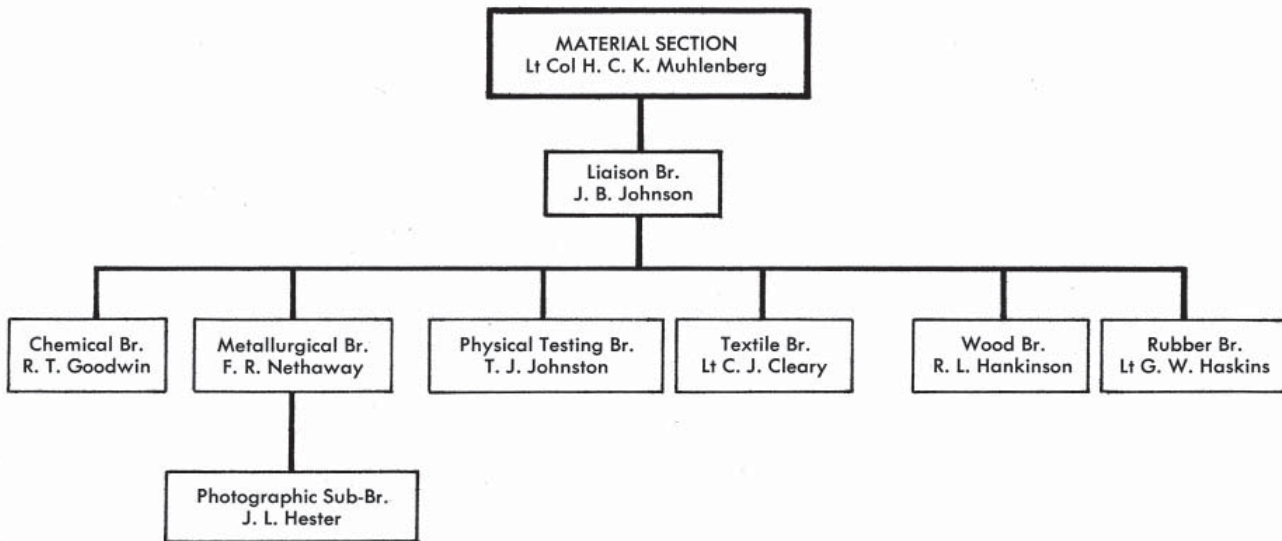 MATERIAL SECTION
Lt Col H. C. K. Muhlenberg
Liaison Br.
J. B. Johnson
Chemical Br.
R. T. Goodwin
Metallurgical Br.
F. R. Nethaway
Physical Testing Br.
T. J. Johnston
Textile Br.
Lt C. J. Cleary
Wood Br.
R. L. Hankinson
Rubber Br.
Lt G. W. Haskins
Photographic Sub-Br.
J. L. Hester